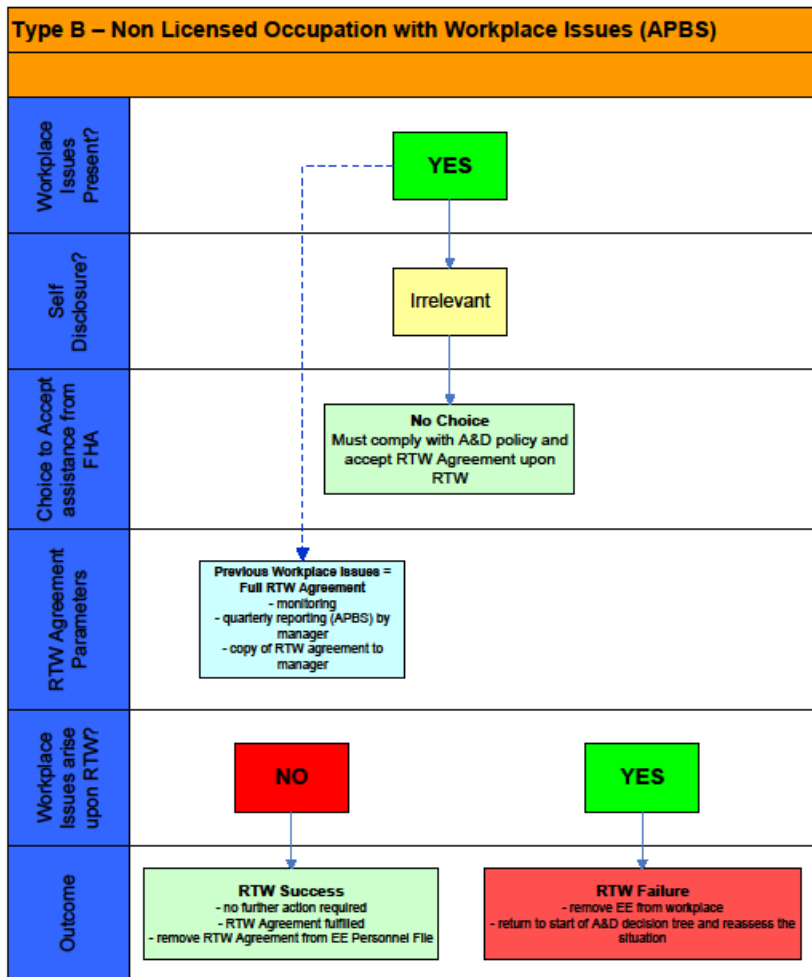 Type B – Non Licensed Occupation with Workplace Issues (APBS)
Workplace
Issues
Present?
YES
Self
Disclosure?
Irrelevant
Choice to Accept
assistance from
FHA
No Choice
Must comply with A&D policy and
accept RTW Agreement upon
RTW
RTW Agreement
Parameters
Previous Workplace Issues =
Full RTW Agreement
- monitoring
- quarterly reporting (APBS) by
manager
- copy of RTW agreement to
manager
Workplace
Issues arise
upon RTW?
NO
YES
Outcome
RTW Success
- no further action required
- RTW Agreement fulfilled
- remove RTW Agreement from EE Personnel File
RTW Failure
- remove EE from workplace
- return to start of A&D decision tree and reassess the
situation